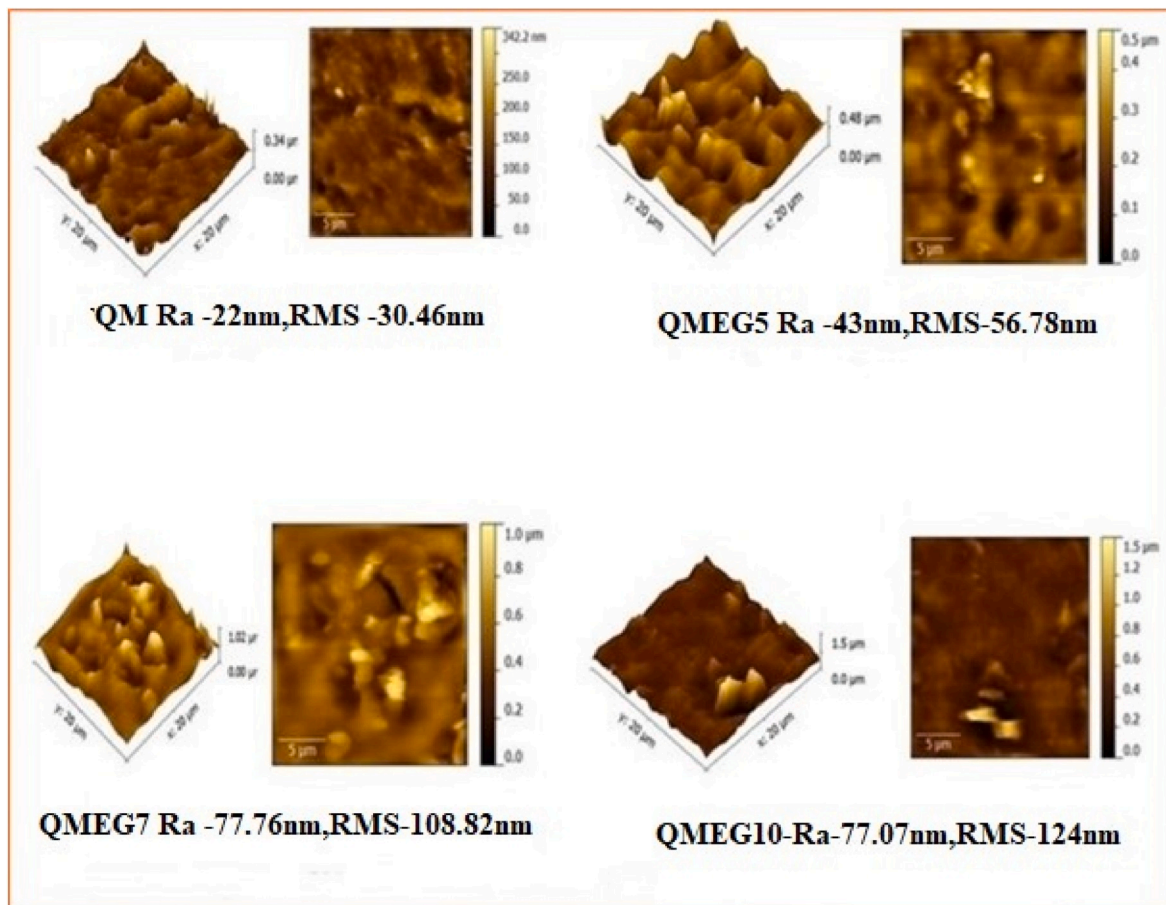 342.2 nm
250.0
200.0
150.0
100.0
50.0
0.0
0.34 µr
0.00 µr
y: 20 µm
x: 20 µm
5 µm
QM Ra -22nm,RMS -30.46nm
0.5 µm
0.4
0.3
0.2
0.1
0.0
0.48 µm
0.00 µm
y: 20 µm
x: 20 µm
5 µm
QMEG5 Ra -43nm,RMS-56.78nm
1.0 µm
0.8
0.6
0.4
0.2
0.0
1.02 µr
0.00 µr
y: 20 µm
x: 20 µm
5 µm
QMEG7 Ra -77.76nm,RMS-108.82nm
1.5 µm
1.2
1.0
0.8
0.6
0.4
0.2
0.0
1.5 µm
0.0 µm
y: 20 µm
x: 20 µm
5 µm
QMEG10-Ra-77.07nm,RMS-124nm